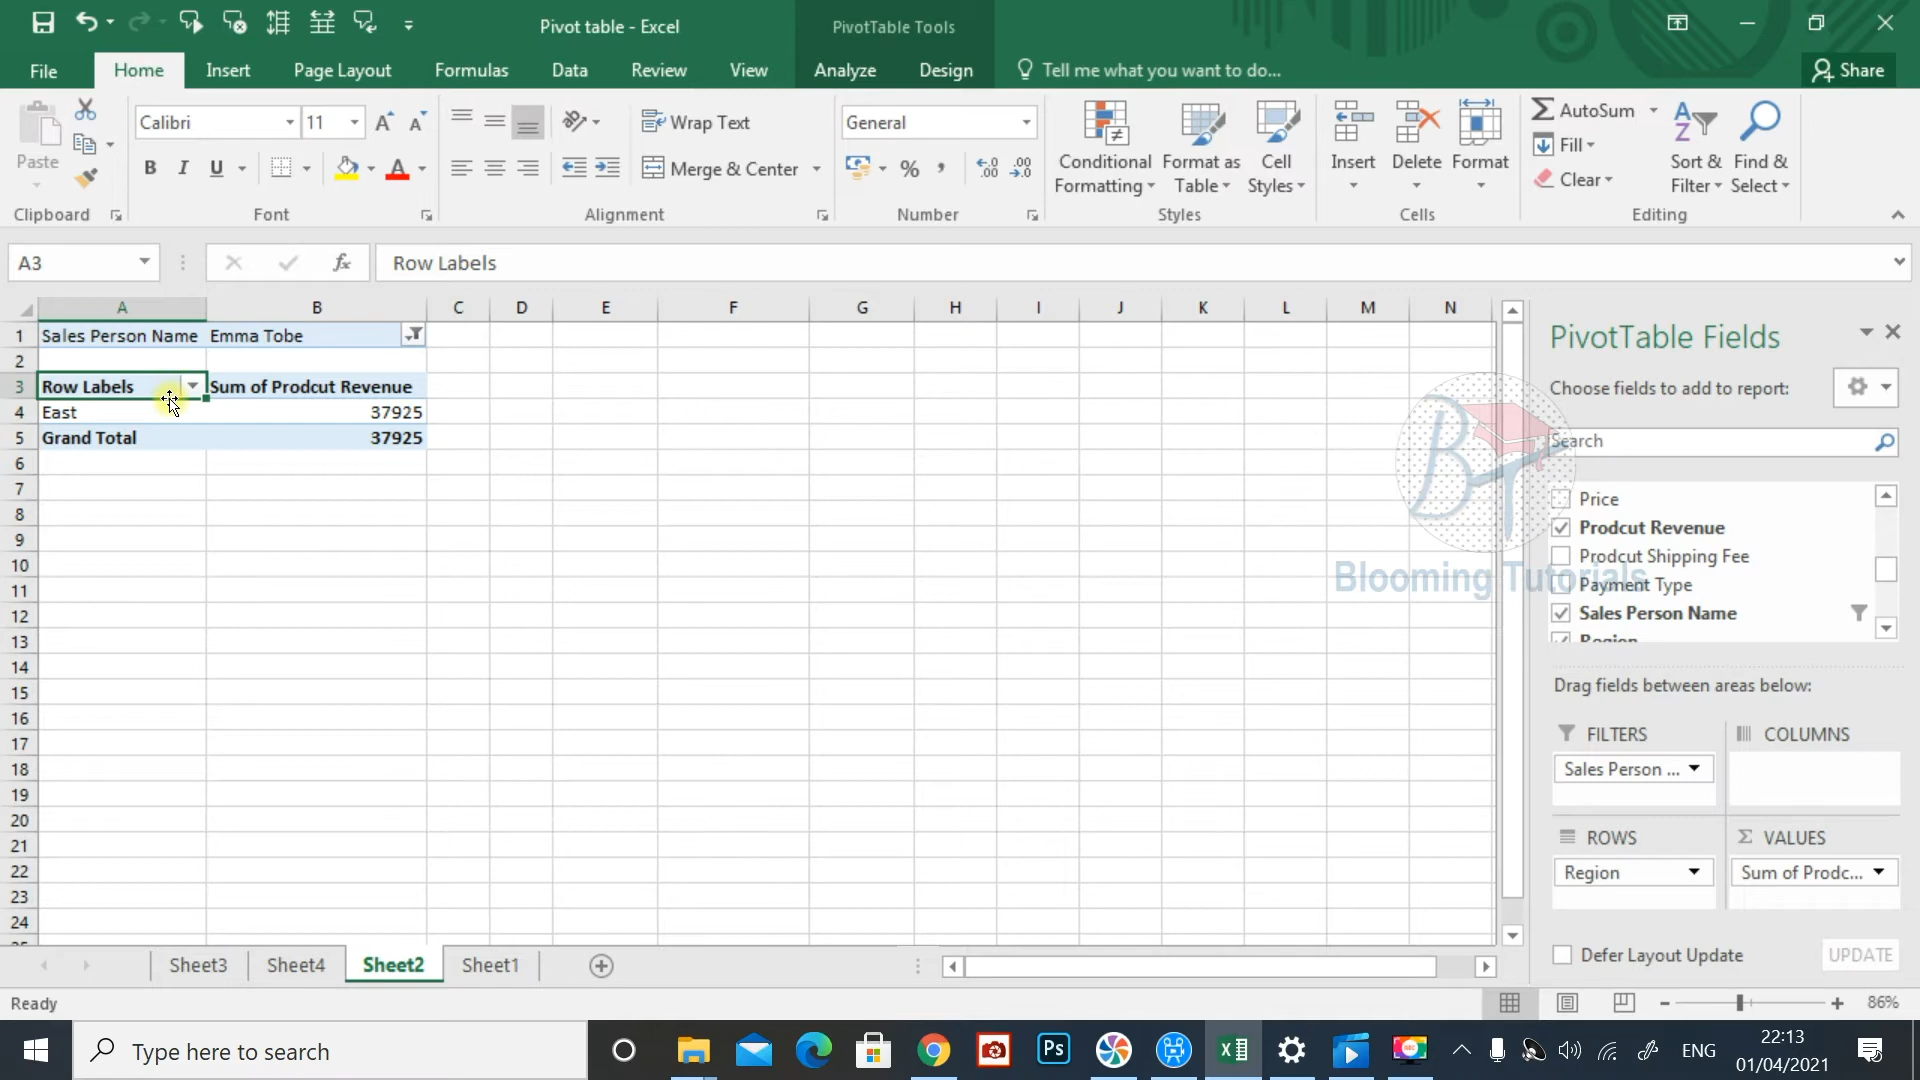 Pivot table - Excel
PivotTable Tools
File
Home
Insert
Page Layout
Formulas
Data
Review
View
Analyze
Design
Tell me what you want to do...
Share
Paste
Calibri
11
B I U
Wrap Text
Merge & Center
General
%
Conditional Formatting
Format as Table
Cell Styles
Insert
Delete
Format
AutoSum
Fill
Clear
Sort & Filter
Find & Select
Clipboard
Font
Alignment
Number
Styles
Cells
Editing
A3
fx
Row Labels
A B C D E F G H I J K L M N
1 Sales Person Name Emma Tobe
2
3 Row Labels Sum of Prodcut Revenue
4 East 37925
5 Grand Total 37925
6
7
8
9
10
11
12
13
14
15
16
17
18
19
20
21
22
23
24
PivotTable Fields
Choose fields to add to report:
Search
Price
Prodcut Revenue
Prodcut Shipping Fee
Payment Type
Sales Person Name
Region
BT
Blooming Tutorials
Drag fields between areas below:
FILTERS
COLUMNS
Sales Person ...
ROWS
VALUES
Region
Sum of Prodc...
Defer Layout Update
UPDATE
Sheet3
Sheet4
Sheet2
Sheet1
Ready
86%
Type here to search
Ps
ENG
22:13
01/04/2021